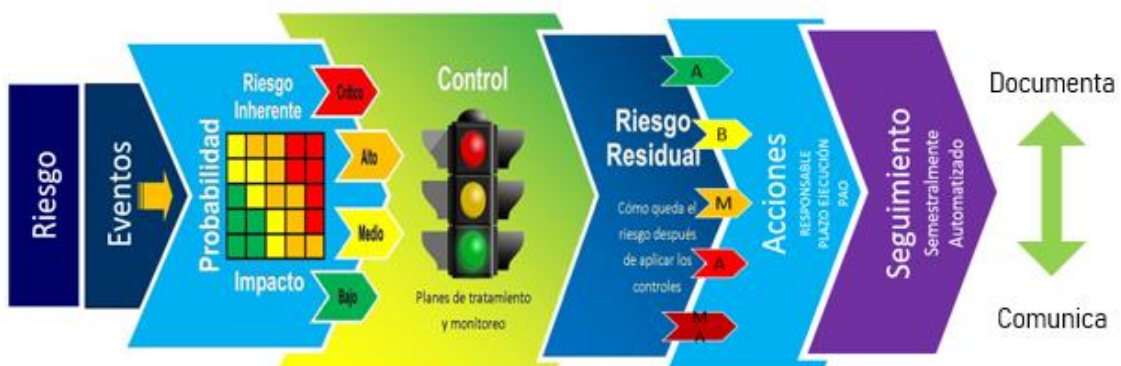 Riesgo
Eventos
Probabilidad
Riesgo
Inherente
Impacto
Crítico
Alto
Medio
Bajo
Control
Planes de tratamiento
y monitoreo
Riesgo
Residual
Cómo queda el
riesgo después
de aplicar los
controles
A
B
M
A
M
A
Acciones
RESPONSABLE
PLAZO EJECUCIÓN
PAO
Seguimiento
Semestralmente
Automatizado
Documenta
Comunica